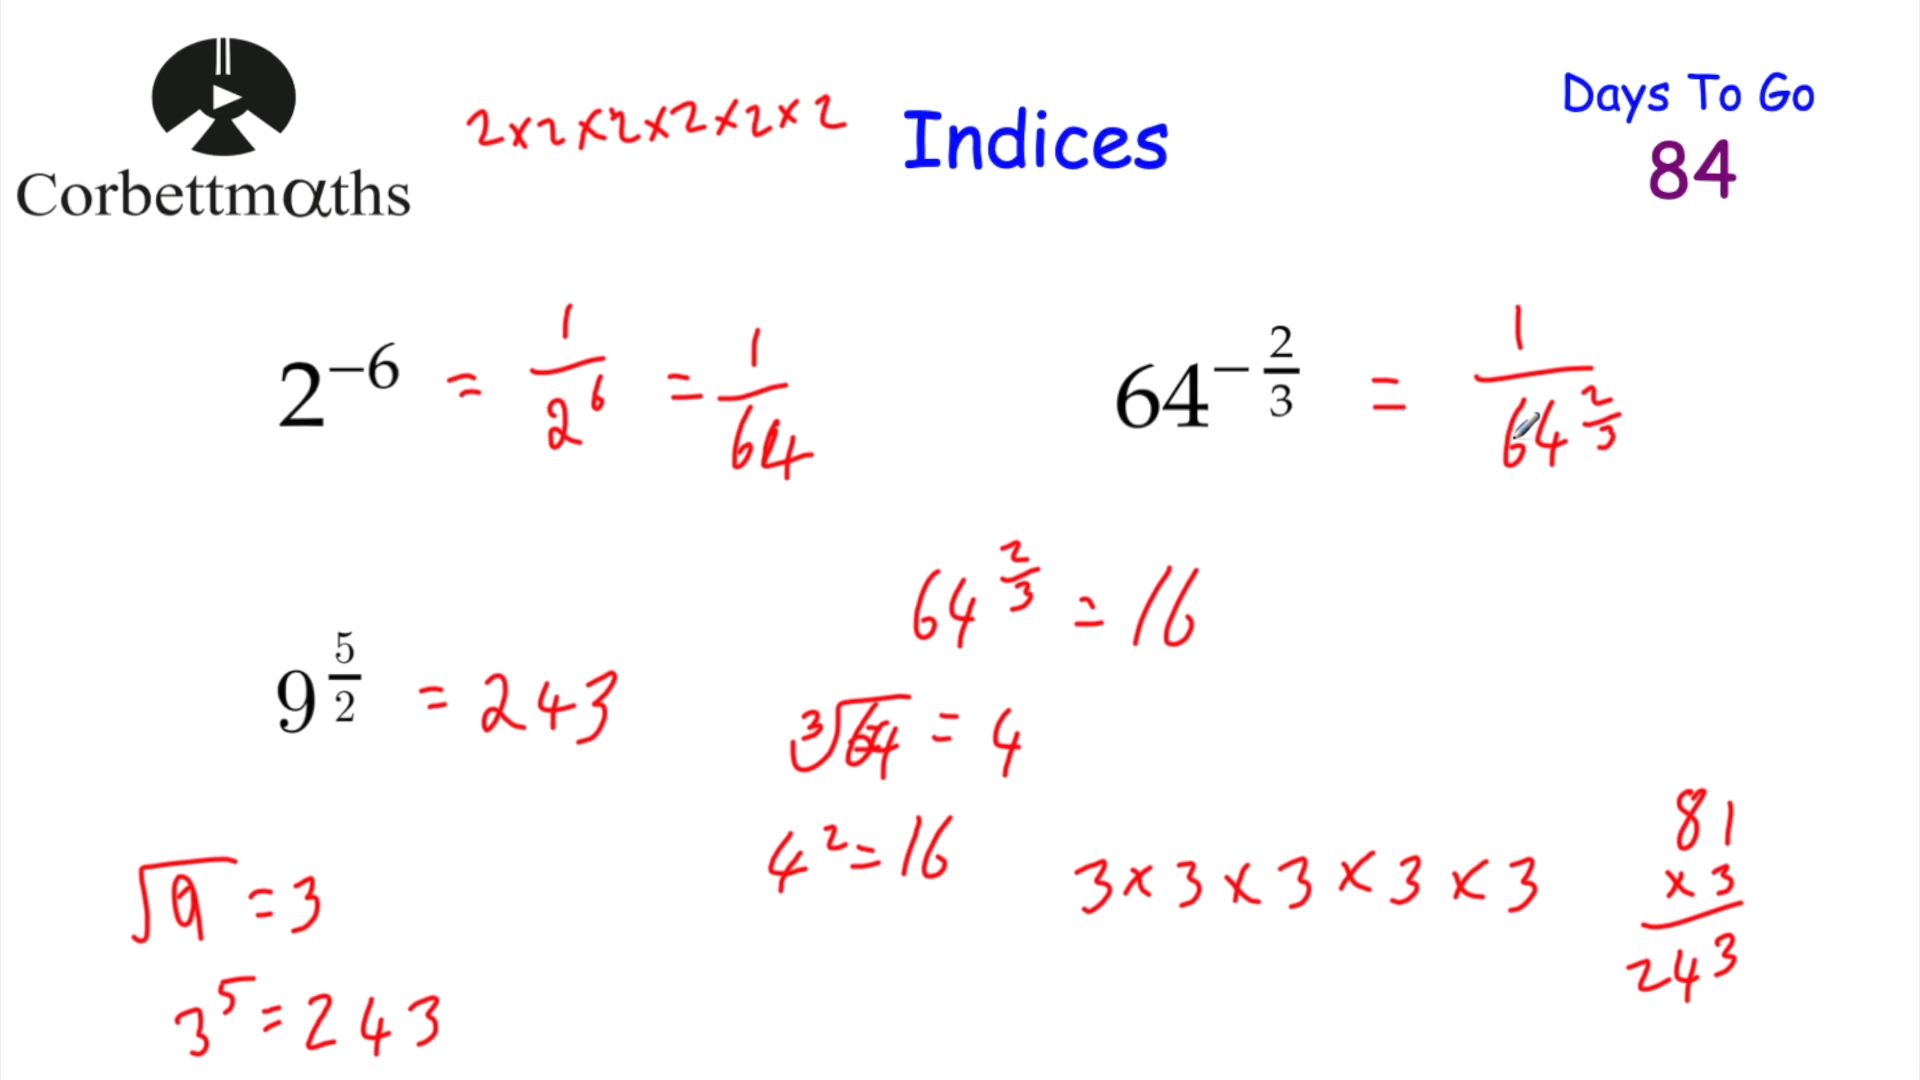 Corbettmαths
2×2×2×2×2×2
Indices
Days To Go
84
2⁻⁶ = 1/2⁶ = 1/64
64^(-2/3) = 1/64^(2/3)
64^(2/3) = 16
9^(5/2) = 243
³√64 = 4
4² = 16
3×3×3×3×3
81
×3
243
√9 = 3
3⁵ = 243